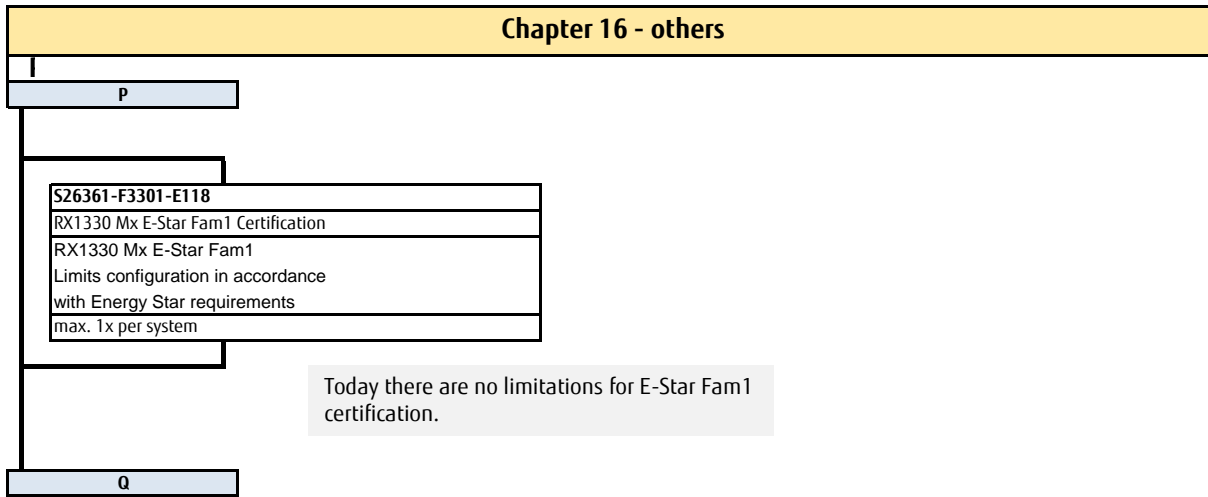 Chapter 16 - others
P
S26361-F3301-E118
RX1330 Mx E-Star Fam1 Certification
RX1330 Mx E-Star Fam1
Limits configuration in accordance
with Energy Star requirements
max. 1x per system
Today there are no limitations for E-Star Fam1
certification.
Q